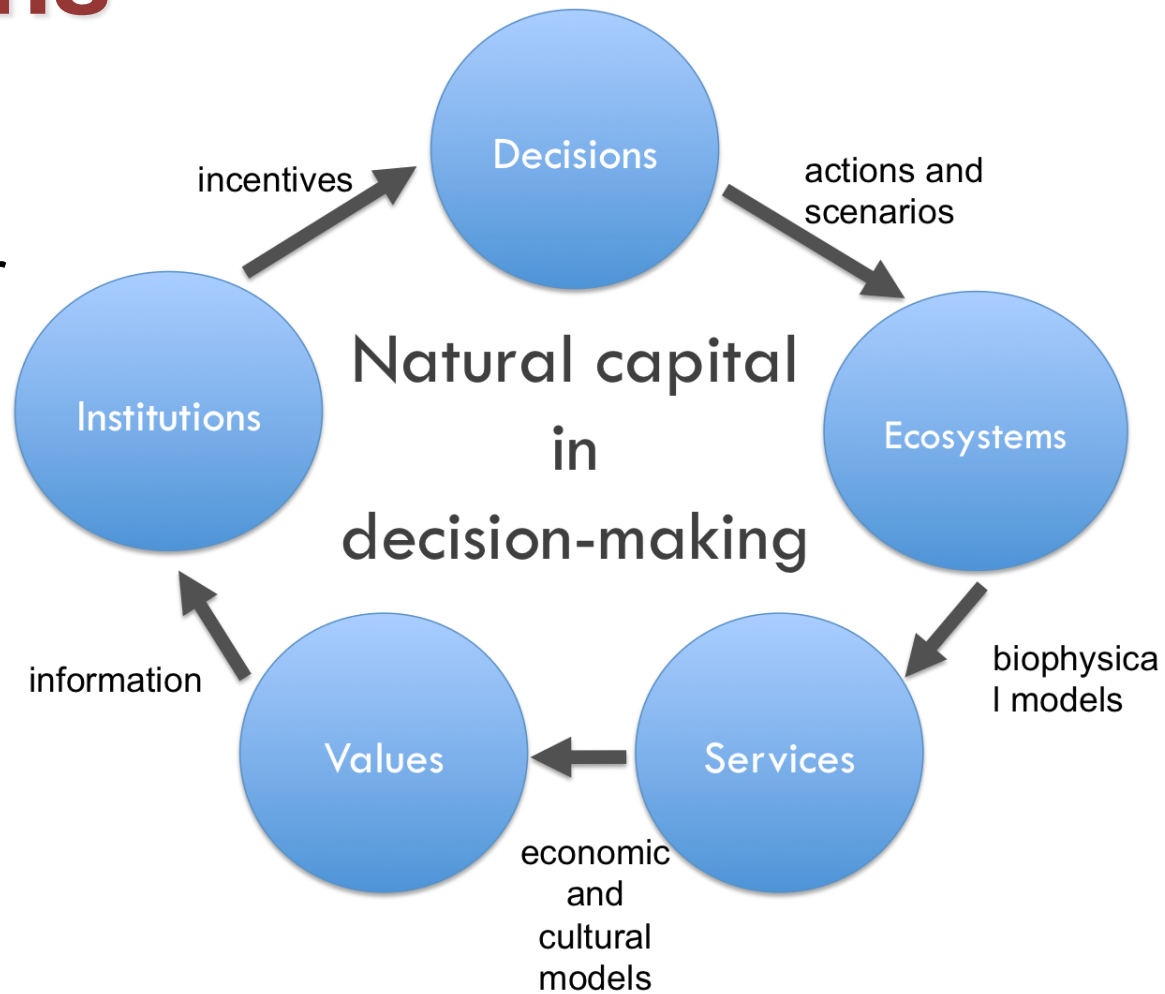 Decisions
incentives
actions and
scenarios
Institutions
Natural capital
in
decision-making
Ecosystems
information
biophysica
l models
Values
Services
economic
and
cultural
models